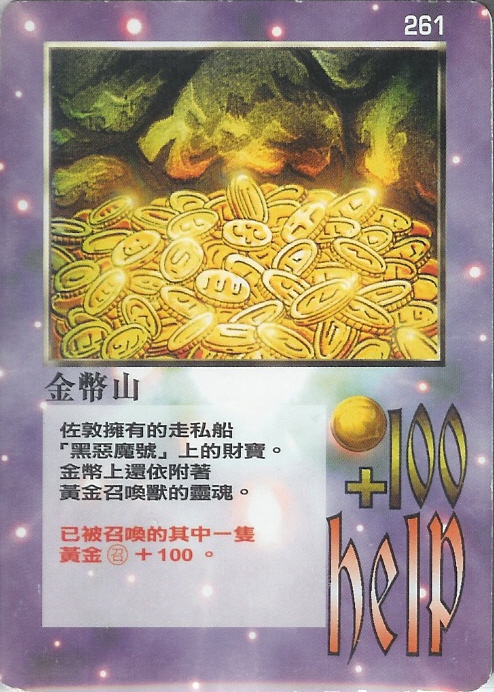 261
金幣山
佐敦擁有的走私船
「黑惡魔號」上的財寶。
金幣上還依附著
黃金召喚獸的靈魂。
已被召喚的其中一隻
黃金㊁＋100 。
+100
help